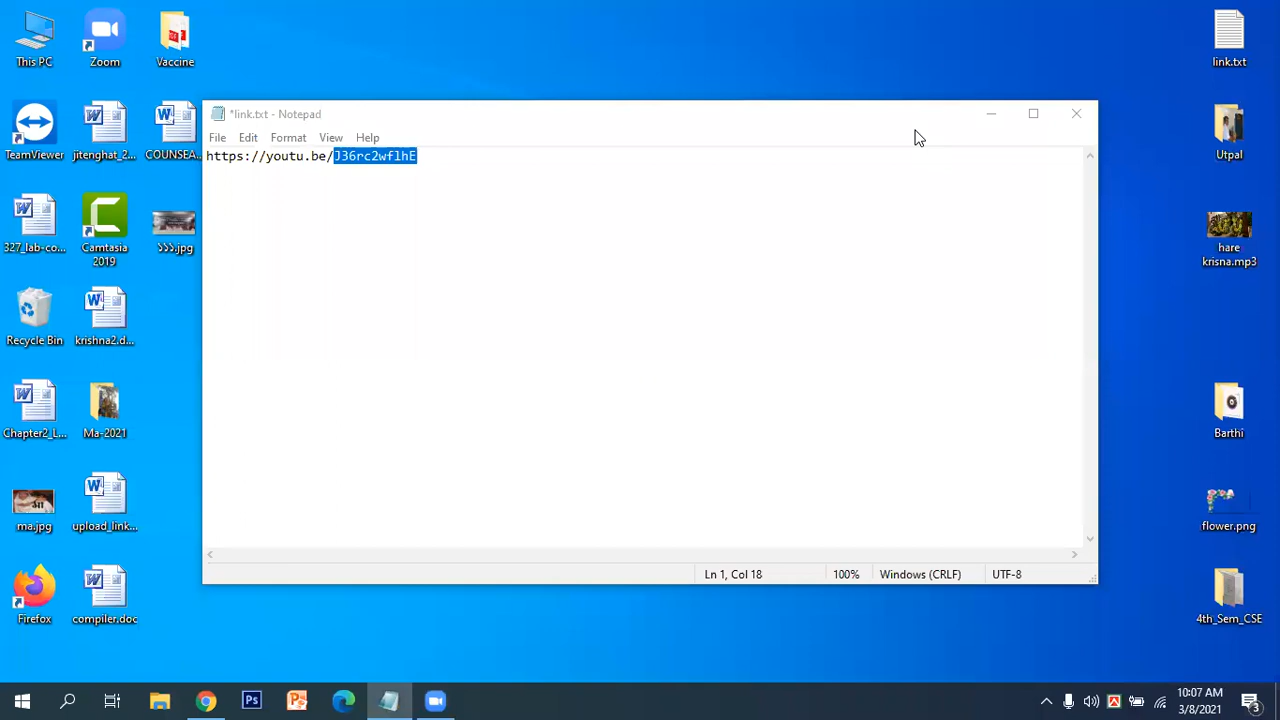 This PC
Zoom
Vaccine
link.txt
*link.txt - Notepad
File Edit Format View Help
https://youtu.be/J36rc2wflhE
TeamViewer
jitenghat_2...
COUNSEA...
Utpal
327_lab-co...
Camtasia
2019
હહહ.jpg
hare
krisna.mp3
Recycle Bin
krishna2.d...
Chapter2_L...
Ma-2021
Barthi
ma.jpg
upload_link...
flower.png
Ln 1, Col 18
100%
Windows (CRLF)
UTF-8
Firefox
compiler.doc
4th_Sem_CSE
10:07 AM
3/8/2021
3